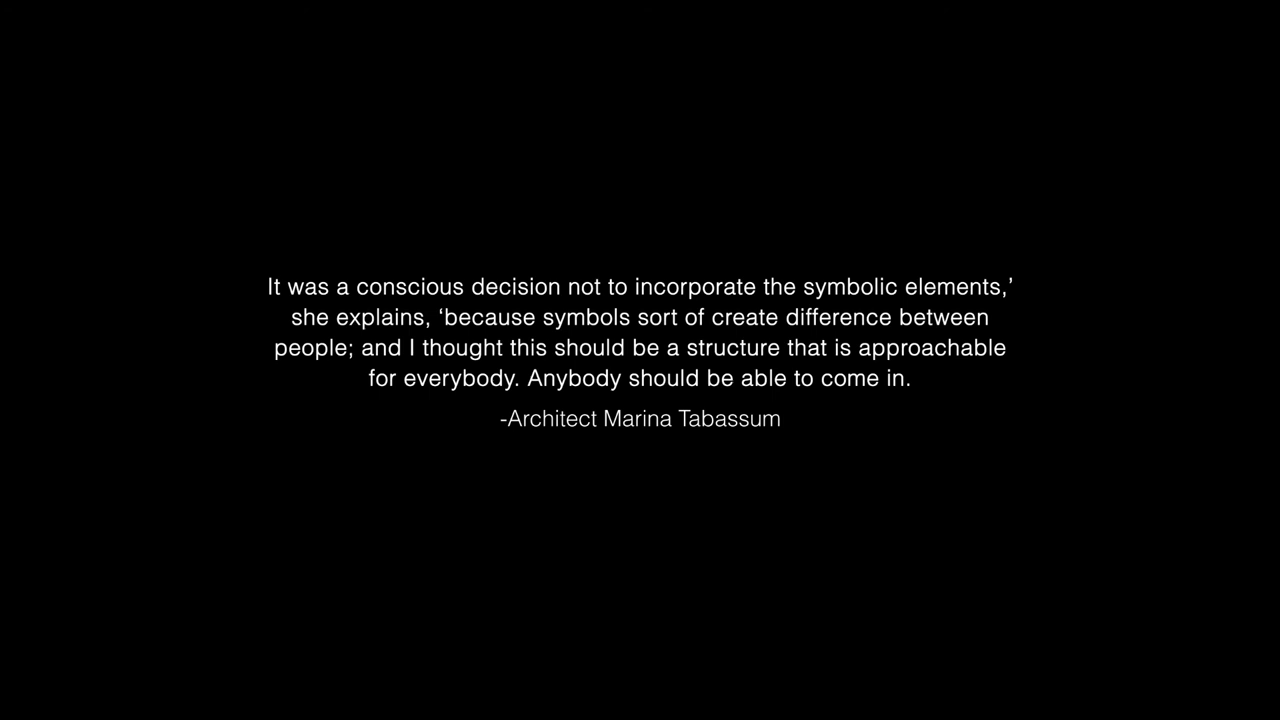 It was a conscious decision not to incorporate the symbolic elements,’
she explains, ‘because symbols sort of create difference between
people; and I thought this should be a structure that is approachable
for everybody. Anybody should be able to come in.
-Architect Marina Tabassum